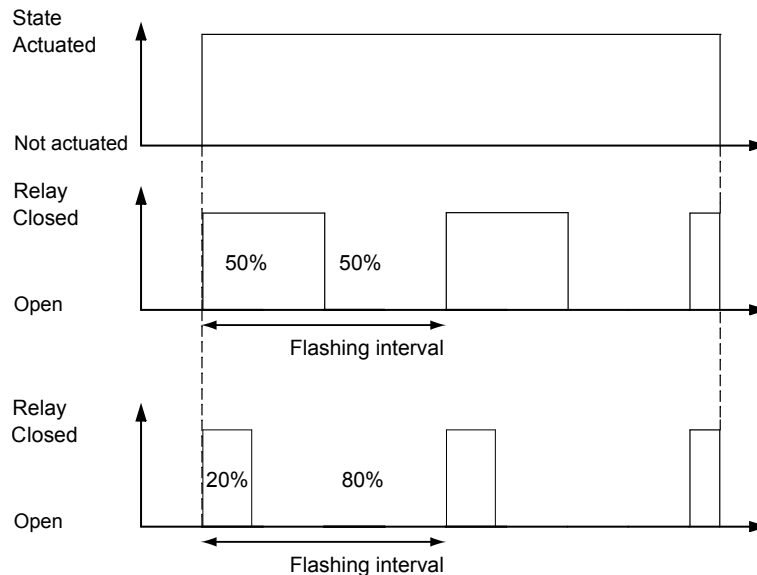 State
Actuated
Not actuated
Relay
Closed
50% 50%
Open
Flashing interval
Relay
Closed
20% 80%
Open
Flashing interval